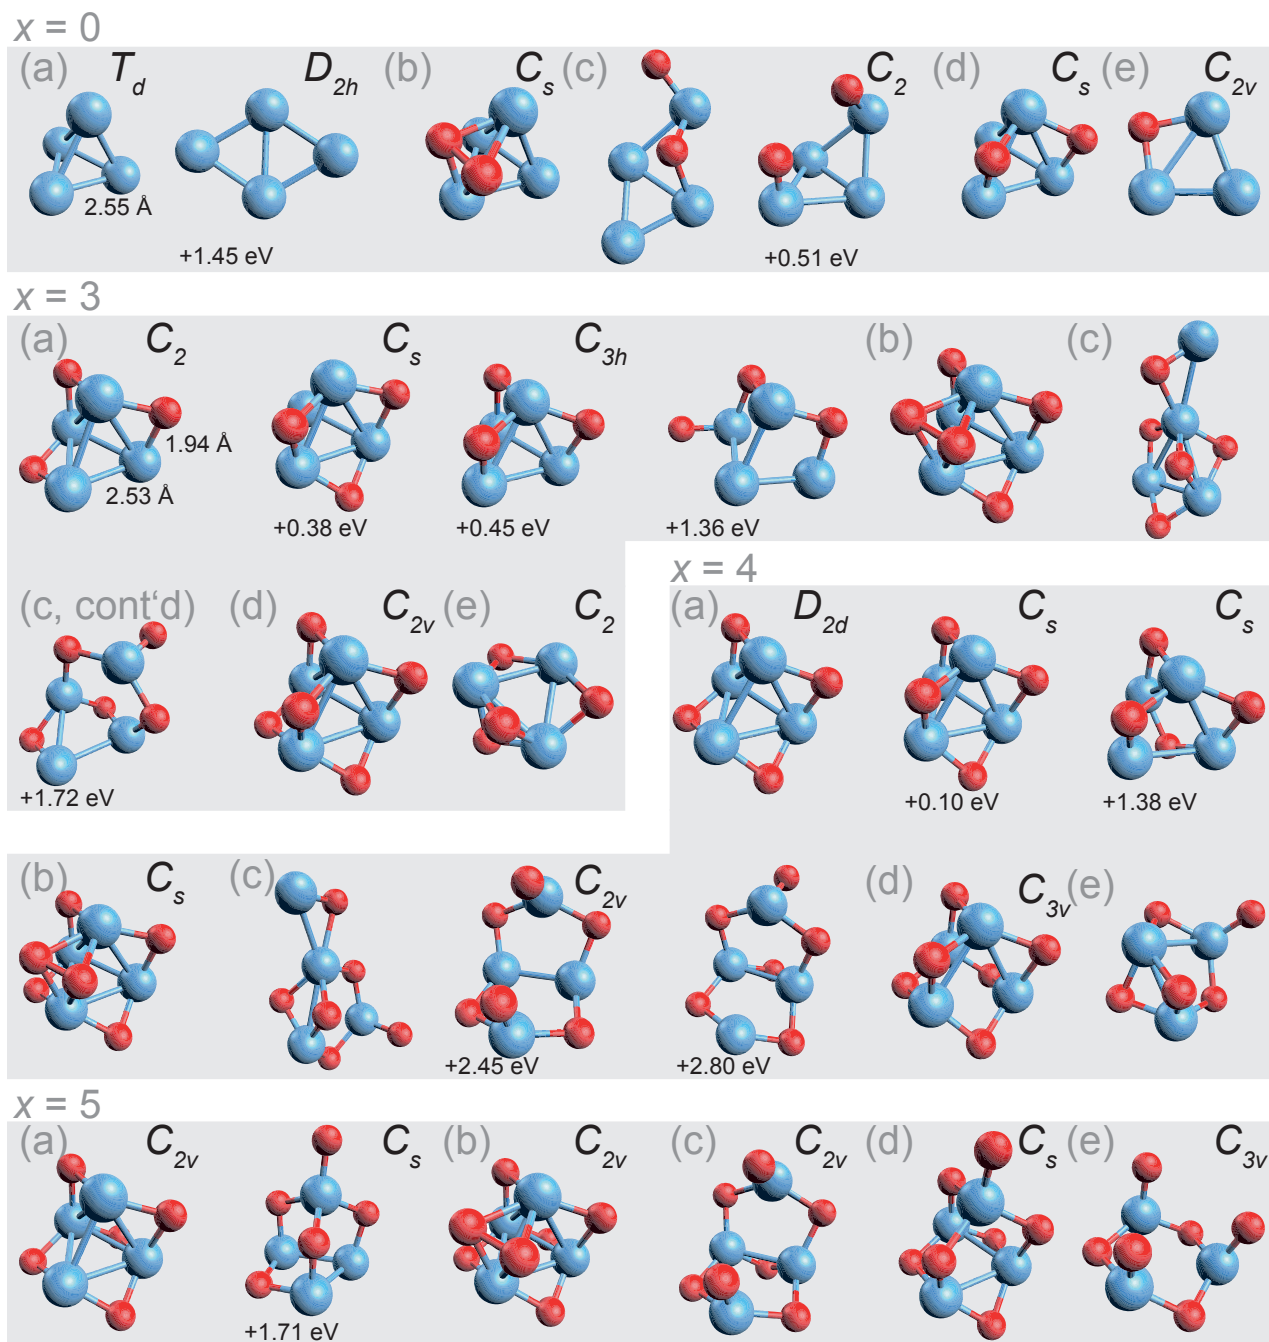 x = 0
(a) T_d D_2h (b) C_s (c) C_2 (d) C_s (e) C_2v
2.55 Å
+1.45 eV +0.51 eV
x = 3
(a) C_2 C_s C_3h (b) (c)
1.94 Å
2.53 Å
+0.38 eV +0.45 eV +1.36 eV
x = 4
(c, cont'd) (d) C_2v (e) C_2 (a) D_2d C_s C_s
+1.72 eV +0.10 eV +1.38 eV
(b) C_s (c) C_2v (d) C_3v (e)
+2.45 eV +2.80 eV
x = 5
(a) C_2v C_s (b) C_2v (c) C_2v (d) C_s (e) C_3v
+1.71 eV